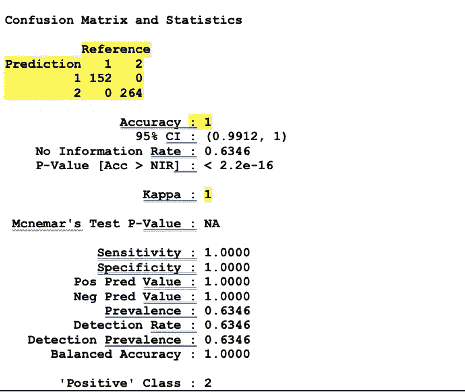 Confusion Matrix and Statistics
Reference
Prediction 1 2
1 152 0
2 0 264
Accuracy : 1
95% CI : (0.9912, 1)
No Information Rate : 0.6346
P-Value [Acc > NIR] : < 2.2e-16
Kappa : 1
Mcnemar's Test P-Value : NA
Sensitivity : 1.0000
Specificity : 1.0000
Pos Pred Value : 1.0000
Neg Pred Value : 1.0000
Prevalence : 0.6346
Detection Rate : 0.6346
Detection Prevalence : 0.6346
Balanced Accuracy : 1.0000
'Positive' Class : 2